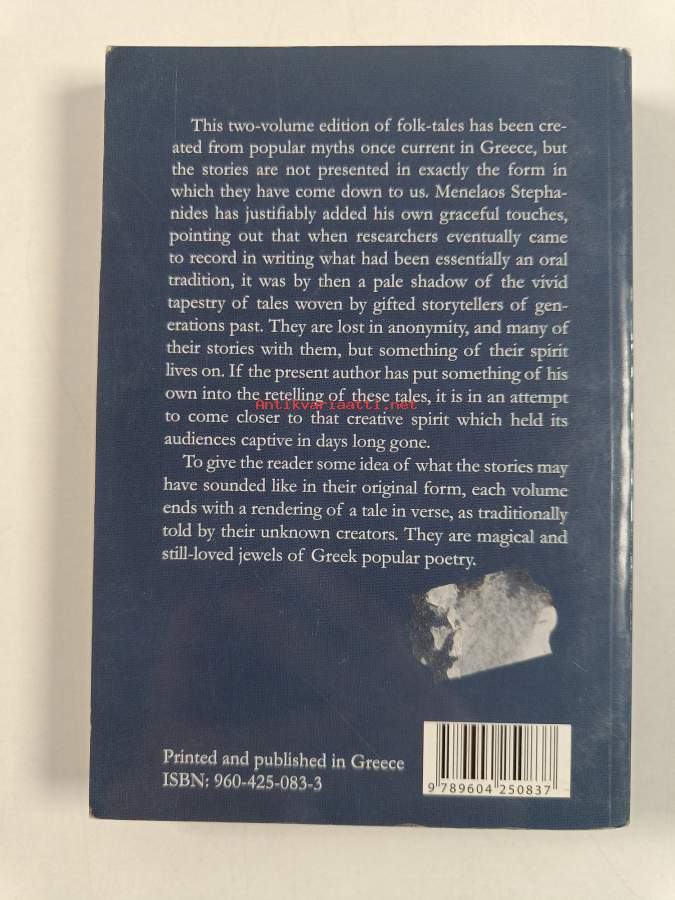 This two-volume edition of folk-tales has been cre-
ated from popular myths once current in Greece, but
the stories are not presented in exactly the form in
which they have come down to us. Menelaos Stepha-
nides has justifiably added his own graceful touches,
pointing out that when researchers eventually came
to record in writing what had been essentially an oral
tradition, it was by then a pale shadow of the vivid
tapestry of tales woven by gifted storytellers of gen-
erations past. They are lost in anonymity, and many of
their stories with them, but something of their spirit
lives on. If the present author has put something of his
own into the retelling of these tales, it is in an attempt
Antikvariaatti.net
to come closer to that creative spirit which held its
audiences captive in days long gone.
To give the reader some idea of what the stories may
have sounded like in their original form, each volume
ends with a rendering of a tale in verse, as traditionally
told by their unknown creators. They are magical and
still-loved jewels of Greek popular poetry.
Printed and published in Greece
ISBN: 960-425-083-3
9 789604 250837